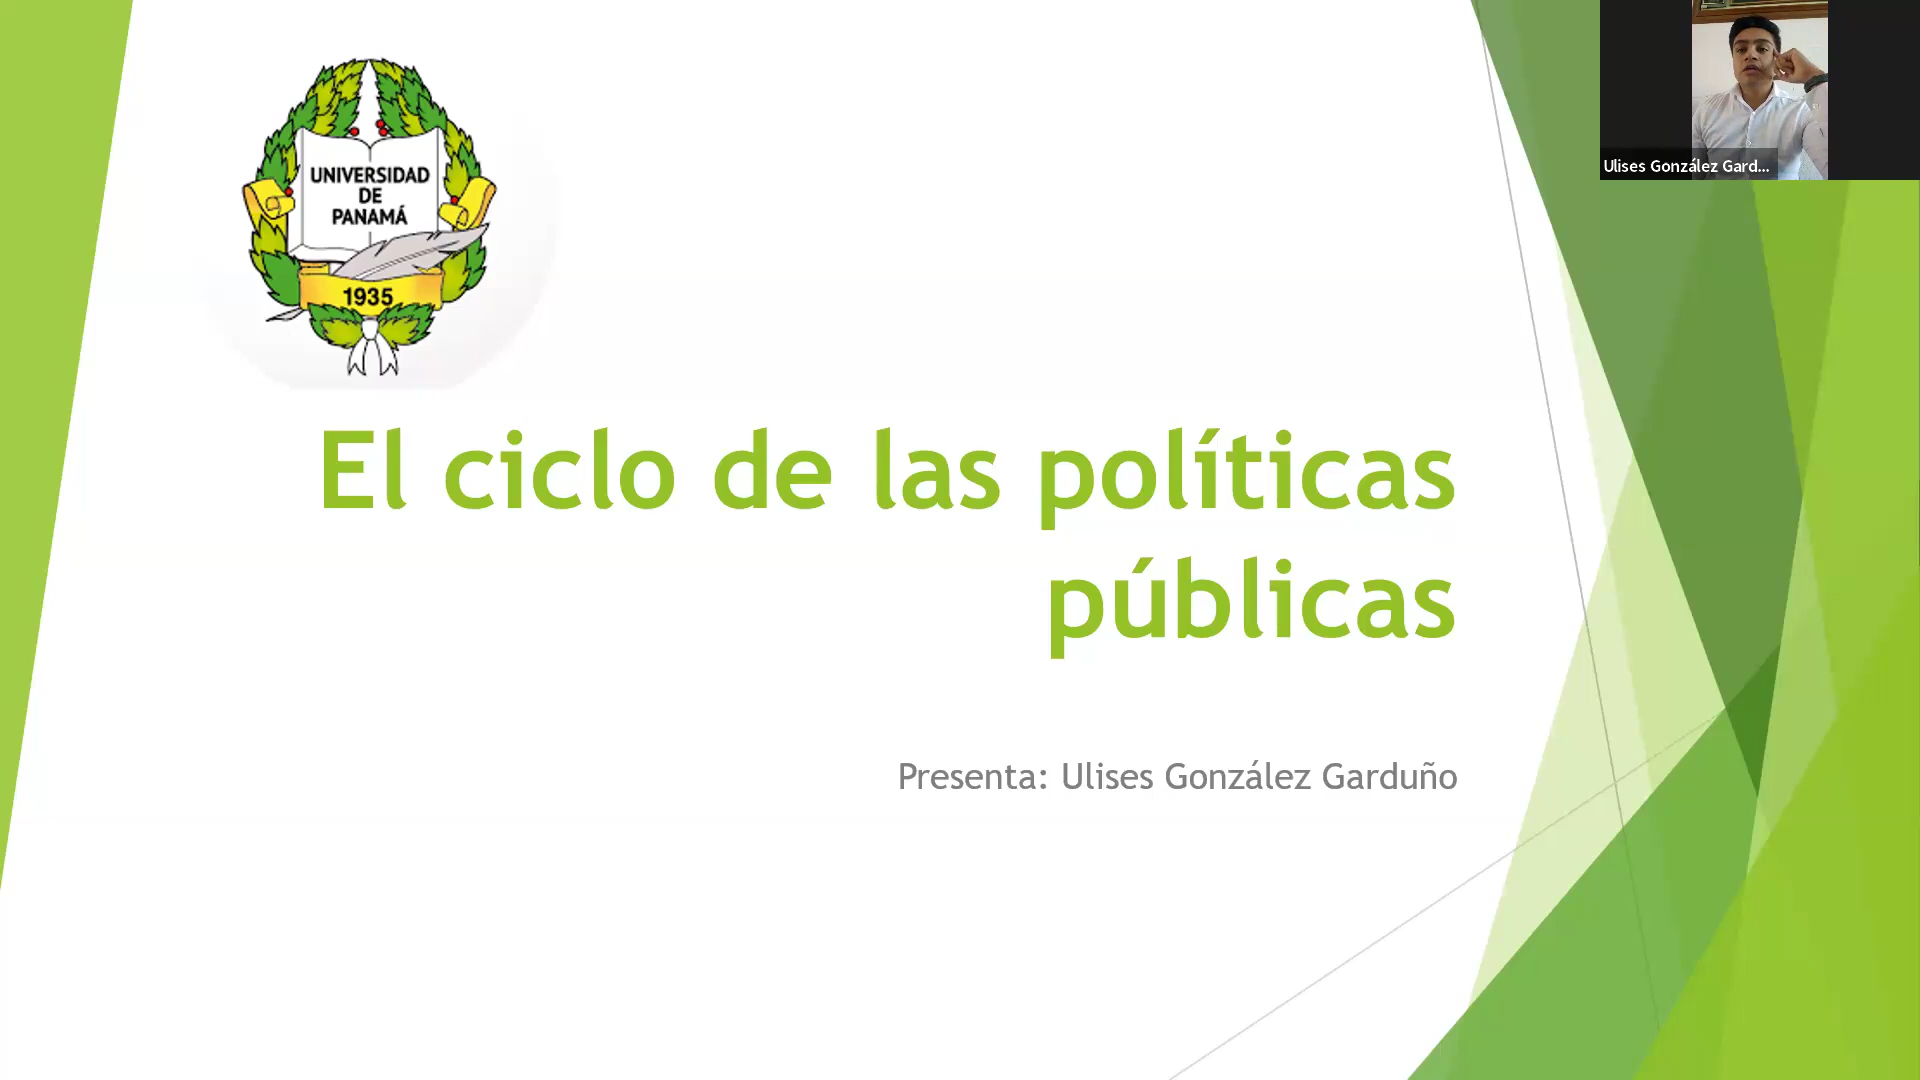 UNIVERSIDAD
DE
PANAMÁ
1935
Ulises González Gard...
El ciclo de las políticas
públicas
Presenta: Ulises González Garduño